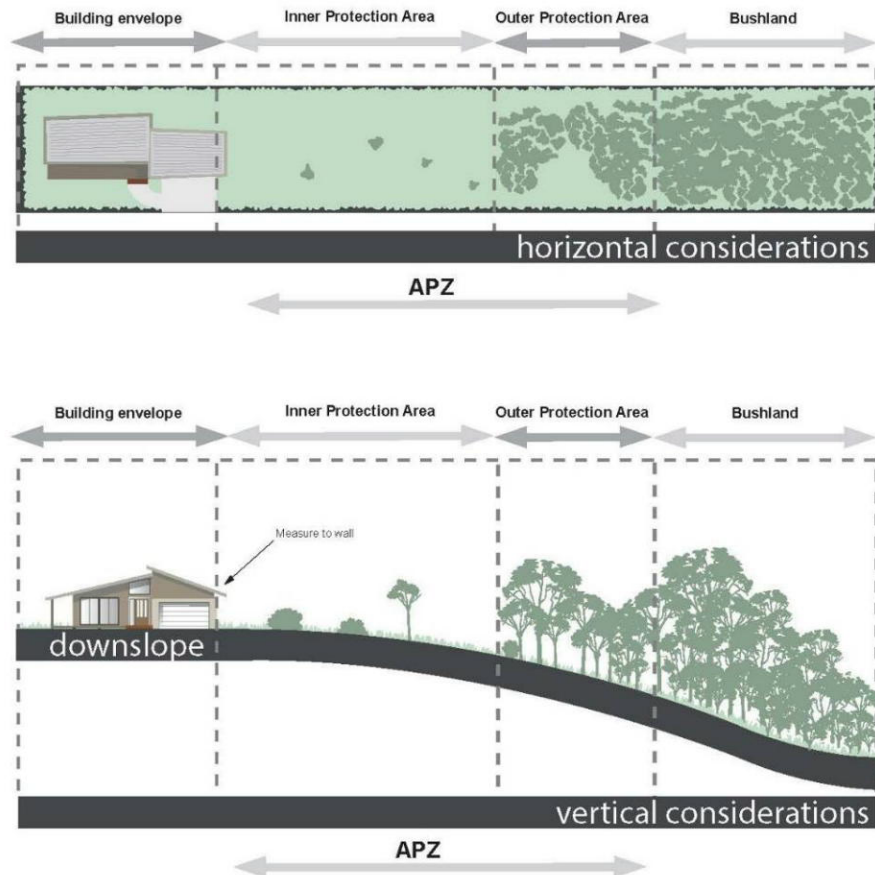 Building envelope Inner Protection Area Outer Protection Area Bushland
horizontal considerations
APZ
Building envelope Inner Protection Area Outer Protection Area Bushland
Measure to wall
downslope
vertical considerations
APZ